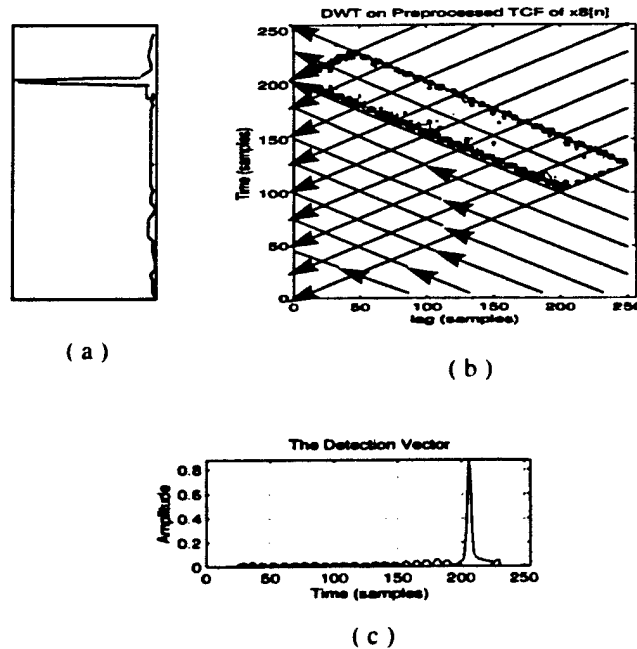 DWT on Preprocessed TCF of x8[n]
250
200
150
100
50
0
Time (samples)
0 50 100 150 200 250
lag (samples)
( a )
( b )
The Detection Vector
0.8
0.6
0.4
0.2
0
Amplitude
0 50 100 150 200 250
Time (samples)
( c )